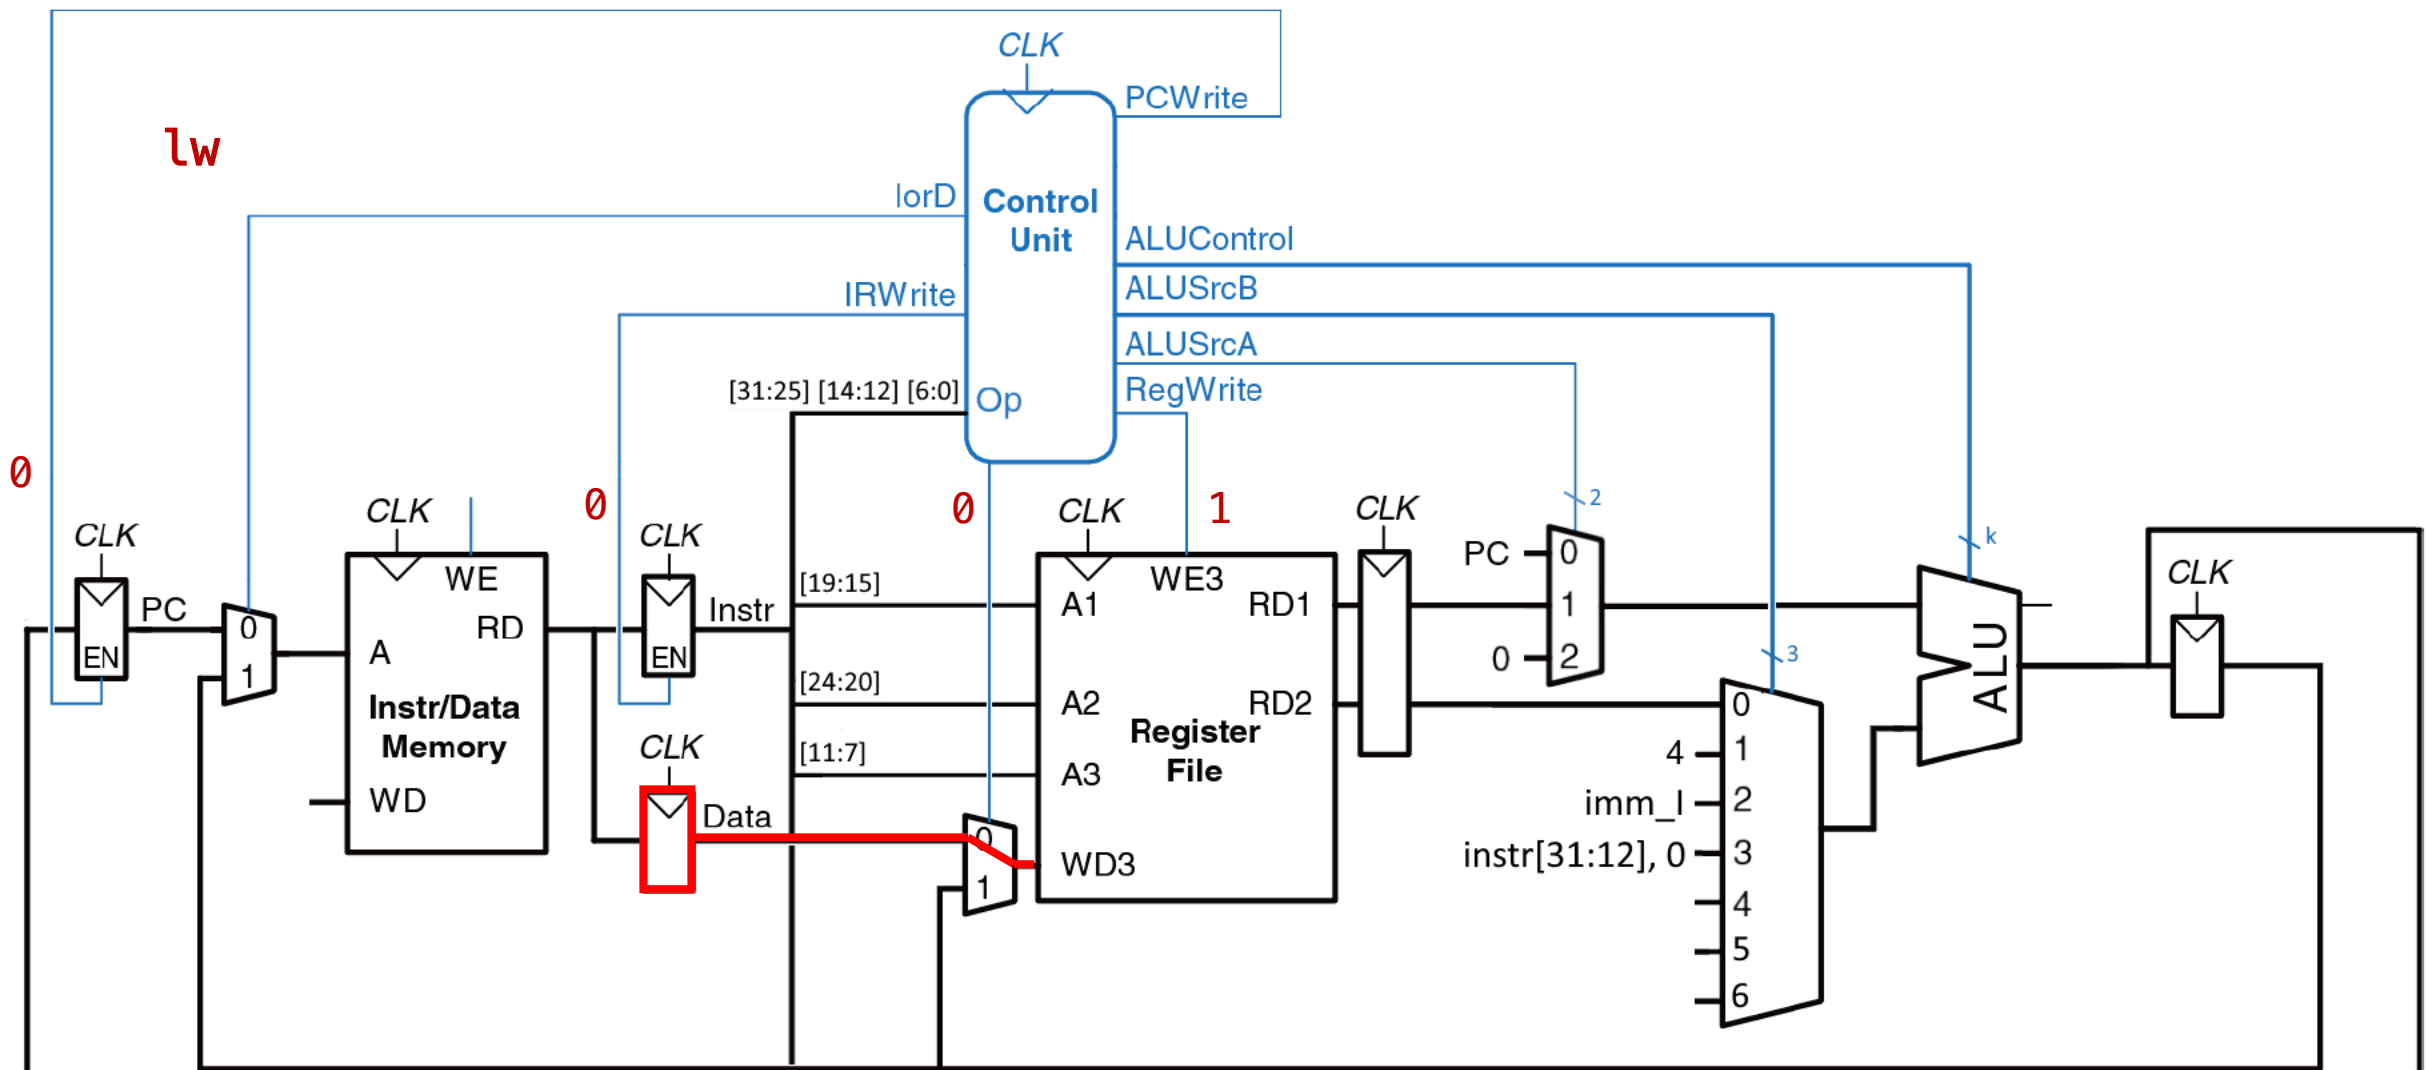 CLK
PCWrite
lw
IorD
Control
Unit
ALUControl
IRWrite
ALUSrcB
ALUSrcA
[31:25] [14:12] [6:0]
Op
RegWrite
0
0
0
1
2
k
3
CLK
CLK
CLK
CLK
CLK
CLK
PC
EN
0
1
WE
RD
A
Instr/Data
Memory
WD
EN
Instr
CLK
Data
[19:15]
[24:20]
[11:7]
0
1
A1
WE3
RD1
A2
RD2
Register
File
A3
WD3
PC
0
1
0
2
0
4
1
imm_I
2
instr[31:12], 0
3
4
5
6
ALU